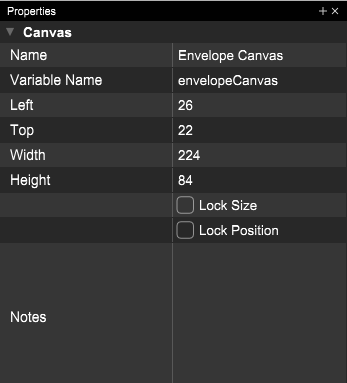 Properties
Canvas
Name Envelope Canvas
Variable Name envelopeCanvas
Left 26
Top 22
Width 224
Height 84
Lock Size
Lock Position
Notes